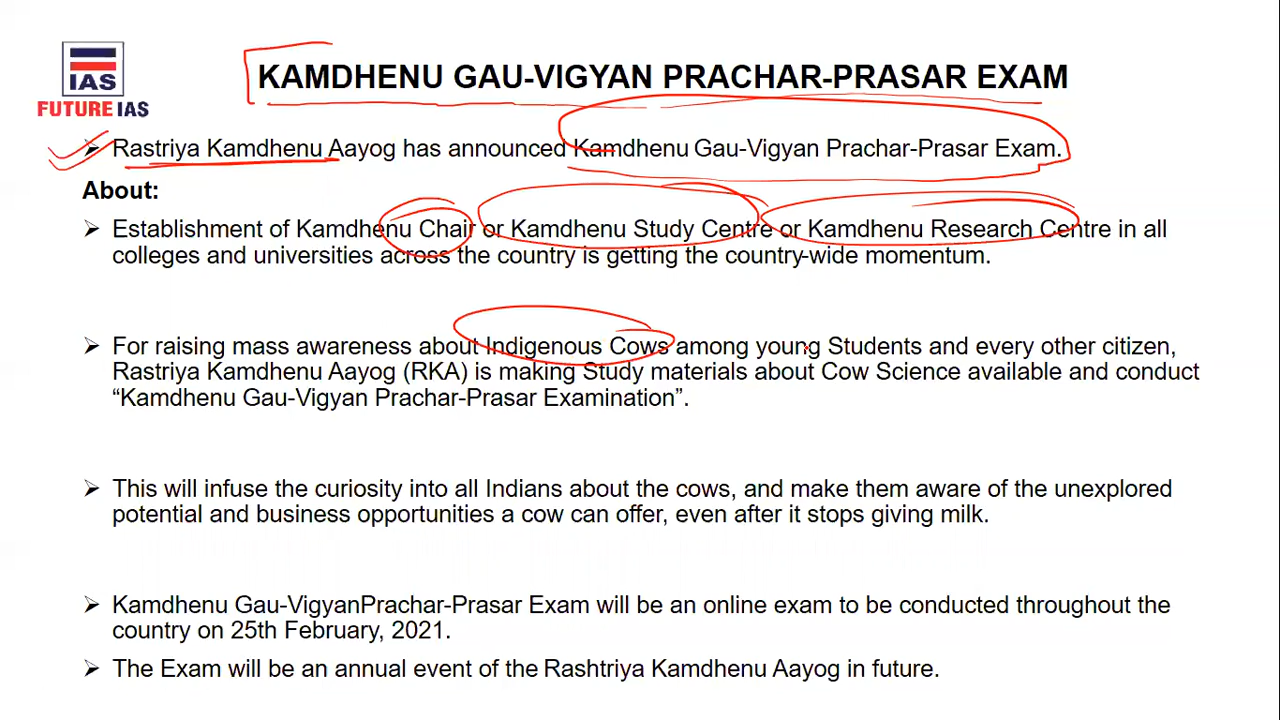 IAS
FUTURE IAS
KAMDHENU GAU-VIGYAN PRACHAR-PRASAR EXAM
➢ Rastriya Kamdhenu Aayog has announced Kamdhenu Gau-Vigyan Prachar-Prasar Exam.
About:
➢ Establishment of Kamdhenu Chair or Kamdhenu Study Centre or Kamdhenu Research Centre in all
colleges and universities across the country is getting the country-wide momentum.
➢ For raising mass awareness about Indigenous Cows among young Students and every other citizen,
Rastriya Kamdhenu Aayog (RKA) is making Study materials about Cow Science available and conduct
“Kamdhenu Gau-Vigyan Prachar-Prasar Examination”.
➢ This will infuse the curiosity into all Indians about the cows, and make them aware of the unexplored
potential and business opportunities a cow can offer, even after it stops giving milk.
➢ Kamdhenu Gau-VigyanPrachar-Prasar Exam will be an online exam to be conducted throughout the
country on 25th February, 2021.
➢ The Exam will be an annual event of the Rashtriya Kamdhenu Aayog in future.